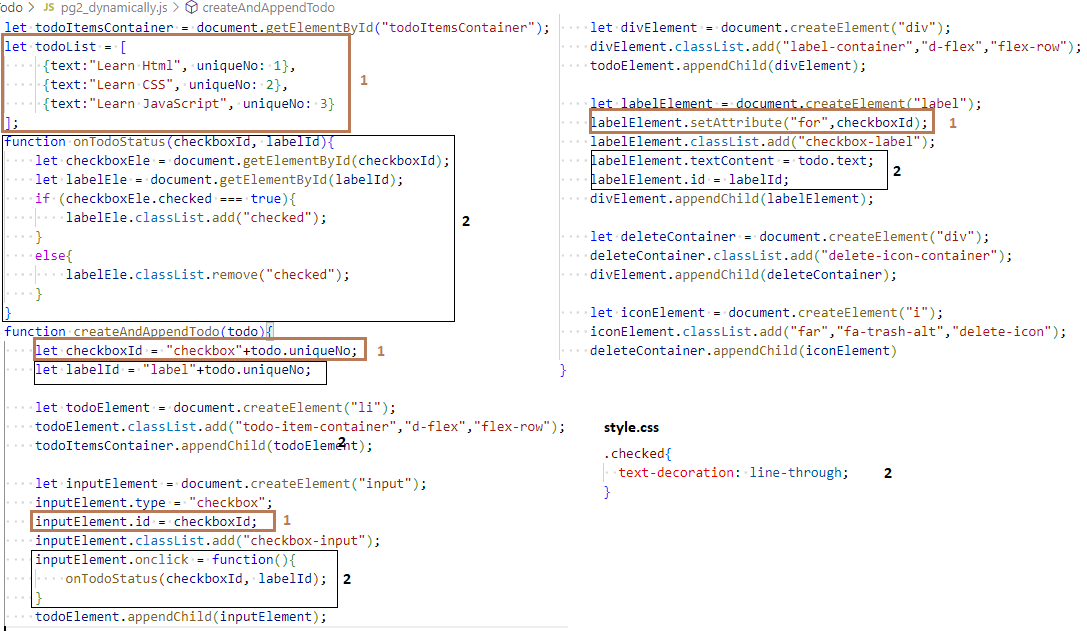 odo > JS pg2_dynamically.js > createAndAppendTodo
let todoItemsContainer = document.getElementById("todoItemsContainer");
let todoList = [
{text:"Learn Html", uniqueNo: 1},
{text:"Learn CSS", uniqueNo: 2},
{text:"Learn JavaScript", uniqueNo: 3}
];
1
function onTodoStatus(checkboxId, labelId){
let checkboxEle = document.getElementById(checkboxId);
let labelEle = document.getElementById(labelId);
if (checkboxEle.checked === true){
labelEle.classList.add("checked");
}
else{
labelEle.classList.remove("checked");
}
}
2
function createAndAppendTodo(todo){
let checkboxId = "checkbox"+todo.uniqueNo; 1
let labelId = "label"+todo.uniqueNo;
let todoElement = document.createElement("li");
todoElement.classList.add("todo-item-container","d-flex","flex-row");
todoItemsContainer.appendChild(todoElement);
2
let inputElement = document.createElement("input");
inputElement.type = "checkbox";
inputElement.id = checkboxId; 1
inputElement.classList.add("checkbox-input");
inputElement.onclick = function(){
onTodoStatus(checkboxId, labelId); 2
}
todoElement.appendChild(inputElement);
let divElement = document.createElement("div");
divElement.classList.add("label-container","d-flex","flex-row");
todoElement.appendChild(divElement);
let labelElement = document.createElement("label");
labelElement.setAttribute("for",checkboxId); 1
labelElement.classList.add("checkbox-label");
labelElement.textContent = todo.text; 2
labelElement.id = labelId;
divElement.appendChild(labelElement);
let deleteContainer = document.createElement("div");
deleteContainer.classList.add("delete-icon-container");
divElement.appendChild(deleteContainer);
let iconElement = document.createElement("i");
iconElement.classList.add("far","fa-trash-alt","delete-icon");
deleteContainer.appendChild(iconElement)
}
style.css
.checked{
text-decoration: line-through; 2
}